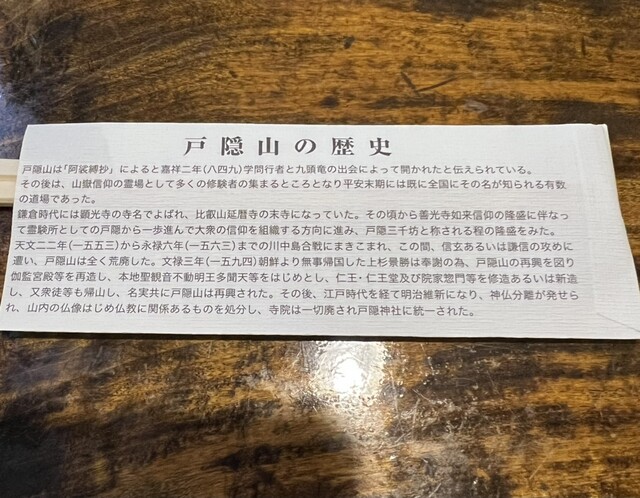 戸隠山の歴史
戸隠山は「阿裟縛抄」によると嘉祥二年(八四九)学問行者と九頭竜の出会によって開かれたと伝えられている。
その後は、山嶽信仰の霊場として多くの修験者の集まるところとなり平安末期には既に全国にその名が知られる有数
の道場であった。
鎌倉時代には顕光寺の寺名でよばれ、比叡山延暦寺の末寺になっていた。その頃から善光寺如来信仰の隆盛に伴なっ
て霊験所としての戸隠から一歩進んで大衆の信仰を組織する方向に進み、戸隠三千坊と称される程の隆盛をみた。
天文二二年(一五五三)から永禄六年(一五六三)までの川中島合戦にまきこまれ、この間、信玄あるいは謙信の攻めに
遭い、戸隠山は全く荒廃した。文禄三年(一五九四)朝鮮より無事帰国した上杉景勝は奉謝の為、戸隠山の再興を図り
伽監宮殿等を再造し、本地聖観音不動明王多聞天等をはじめとし、仁王・仁王堂及び院家惣門等を修造あるいは新造
し、又衆徒等も帰山し、名実共に戸隠山は再興された。その後、江戸時代を経て明治維新になり、神仏分離が発せら
れ、山内の仏像はじめ仏教に関係あるものを処分し、寺院は一切廃され戸隠神社に統一された。